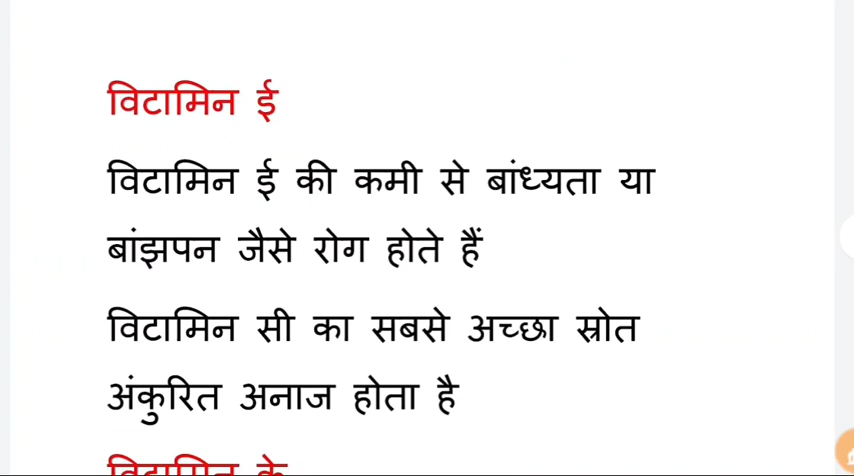 विटामिन ई
विटामिन ई की कमी से बांध्यता या
बांझपन जैसे रोग होते हैं
विटामिन सी का सबसे अच्छा स्रोत
अंकुरित अनाज होता है
विटामिन के